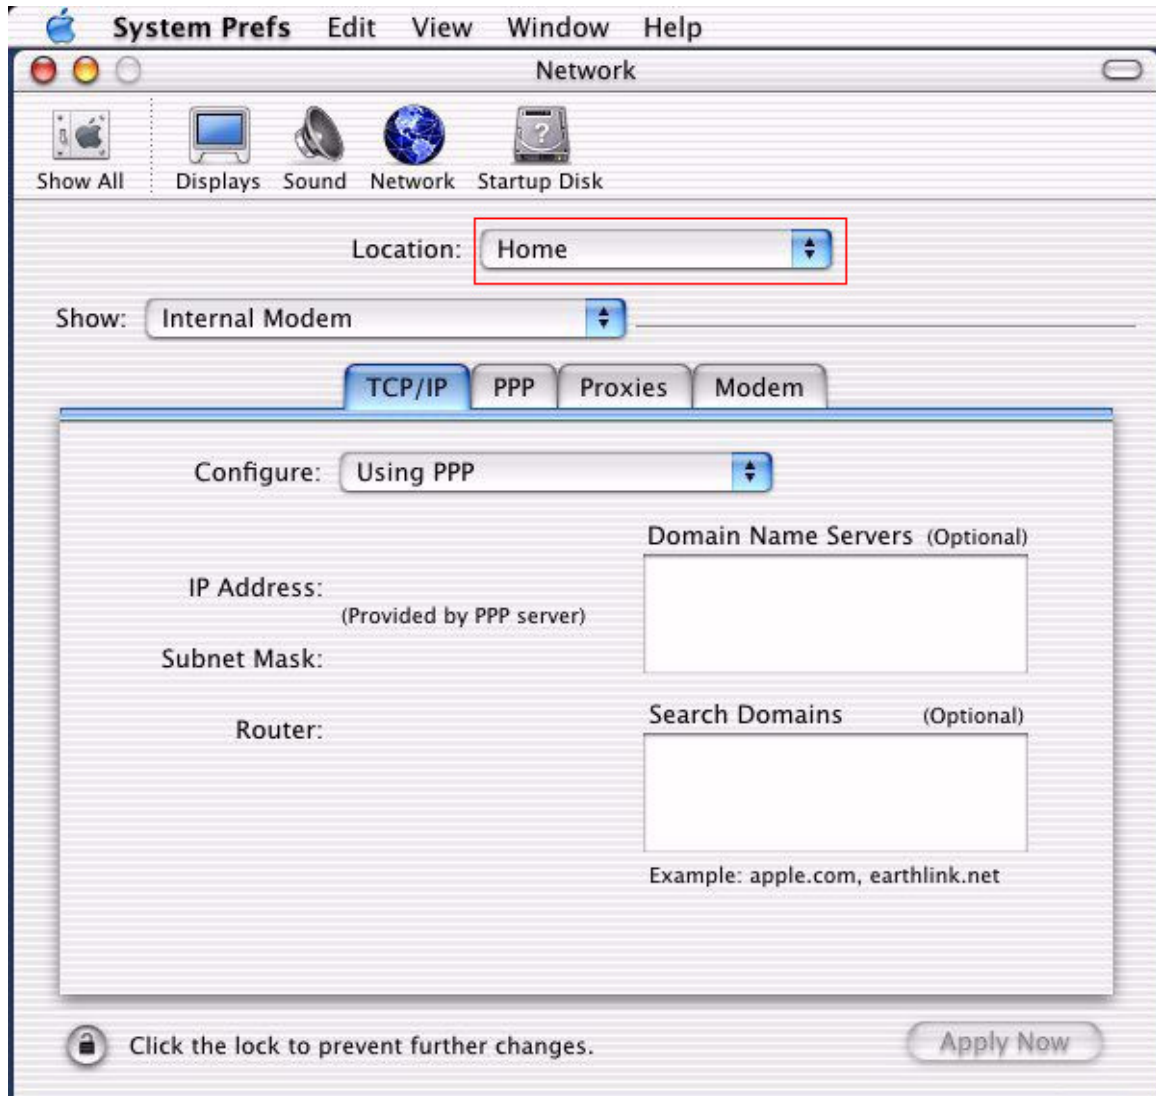 System Prefs Edit View Window Help
Network
Show All Displays Sound Network Startup Disk
Location: Home
Show: Internal Modem
TCP/IP PPP Proxies Modem
Configure: Using PPP
Domain Name Servers (Optional)
IP Address:
(Provided by PPP server)
Subnet Mask:
Search Domains (Optional)
Router:
Example: apple.com, earthlink.net
Click the lock to prevent further changes.
Apply Now